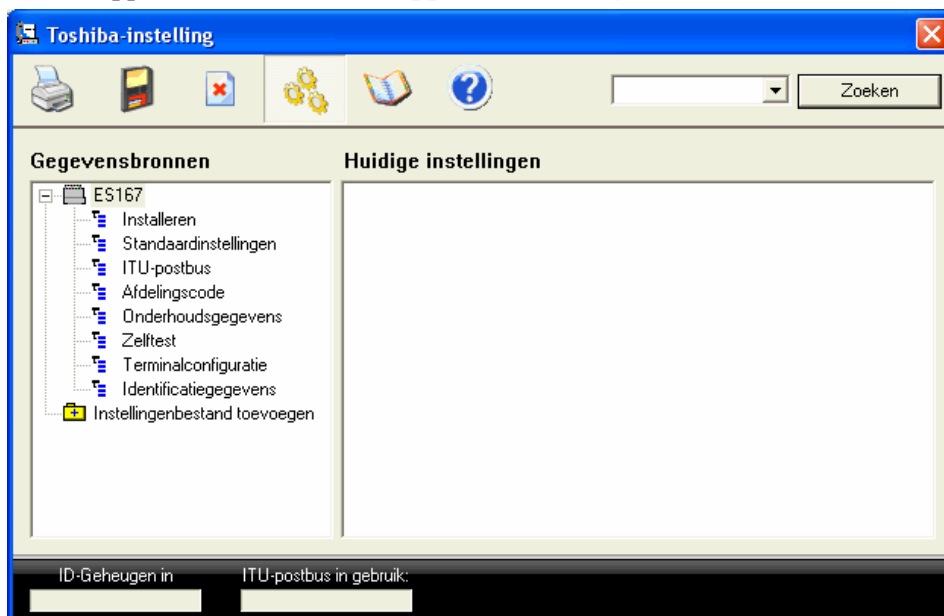 Toshiba-instelling
Zoeken
Gegevensbronnen
Huidige instellingen
ES167
Installeren
Standaardinstellingen
ITU-postbus
Afdelingscode
Onderhoudsgegevens
Zelftest
Terminalconfiguratie
Identificatiegegevens
Instellingenbestand toevoegen
ID-Geheugen in
ITU-postbus in gebruik: